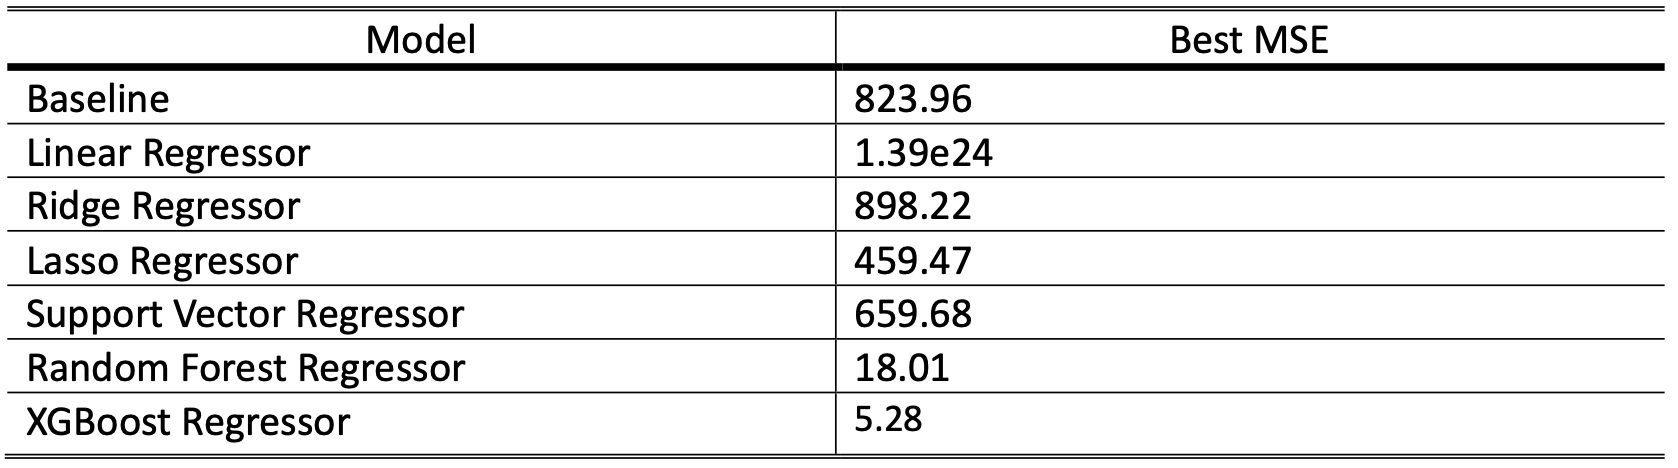 Model Best MSE
Baseline 823.96
Linear Regressor 1.39e24
Ridge Regressor 898.22
Lasso Regressor 459.47
Support Vector Regressor 659.68
Random Forest Regressor 18.01
XGBoost Regressor 5.28